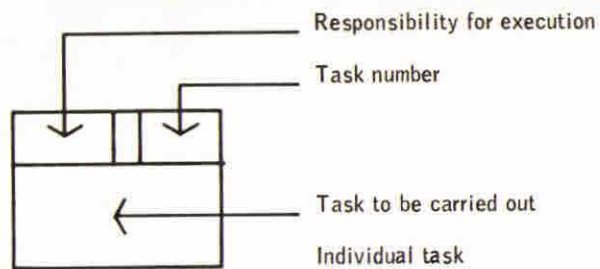 Responsibility for execution
Task number
Task to be carried out
Individual task